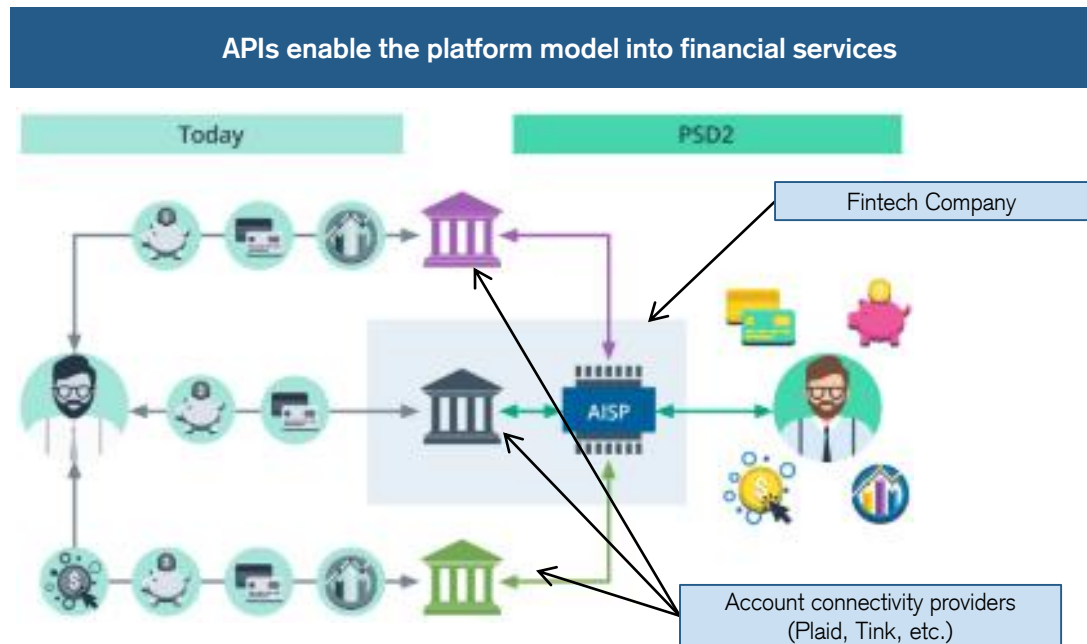 APIs enable the platform model into financial services
Today
PSD2
Fintech Company
AISP
Account connectivity providers
(Plaid, Tink, etc.)